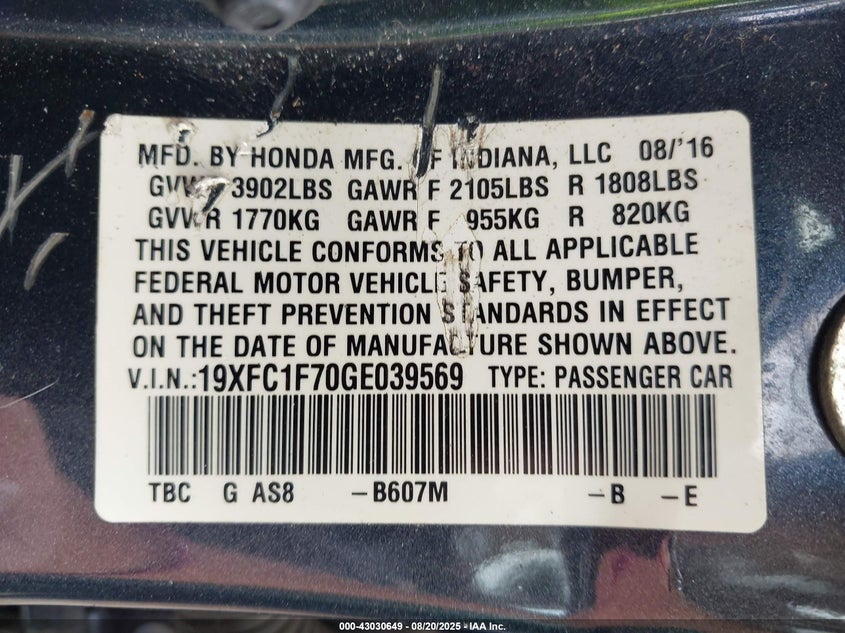 MFD. BY HONDA MFG. OF INDIANA, LLC 08/'16
GVWR 3902LBS GAWR F 2105LBS R 1808LBS
GVWR 1770KG GAWR F 955KG R 820KG
THIS VEHICLE CONFORMS TO ALL APPLICABLE
FEDERAL MOTOR VEHICLE SAFETY, BUMPER,
AND THEFT PREVENTION STANDARDS IN EFFECT
ON THE DATE OF MANUFACTURE SHOWN ABOVE.
V.I.N.:19XFC1F70GE039569 TYPE: PASSENGER CAR
TBC G AS8 -B607M -B -E
000-43030649 - 08/20/2025 - IAA Inc.